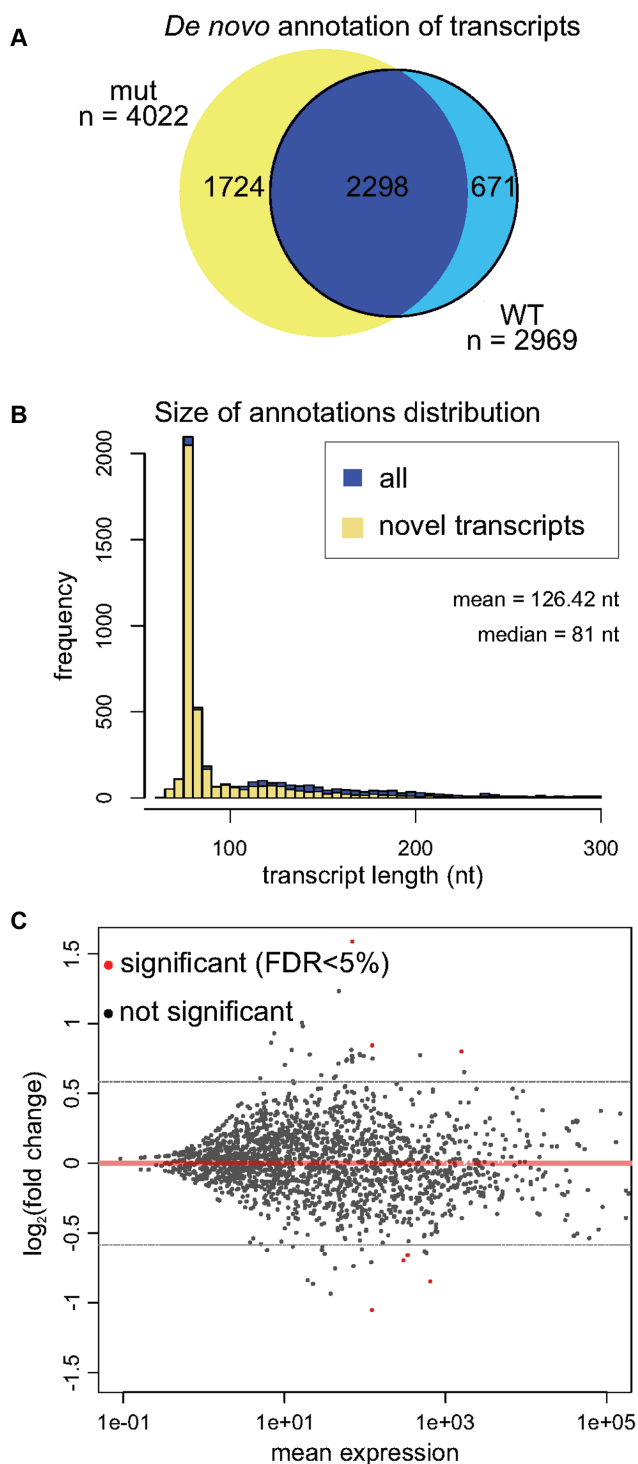 A
De novo annotation of transcripts
mut
n = 4022
1724
2298
671
WT
n = 2969
B
Size of annotations distribution
all
novel transcripts
mean = 126.42 nt
median = 81 nt
frequency
2000
1500
1000
500
0
100
200
300
transcript length (nt)
C
significant (FDR<5%)
not significant
log₂(fold change)
1.5
1
0.5
0
-0.5
-1
-1.5
1e-01
1e+01
1e+03
1e+05
mean expression